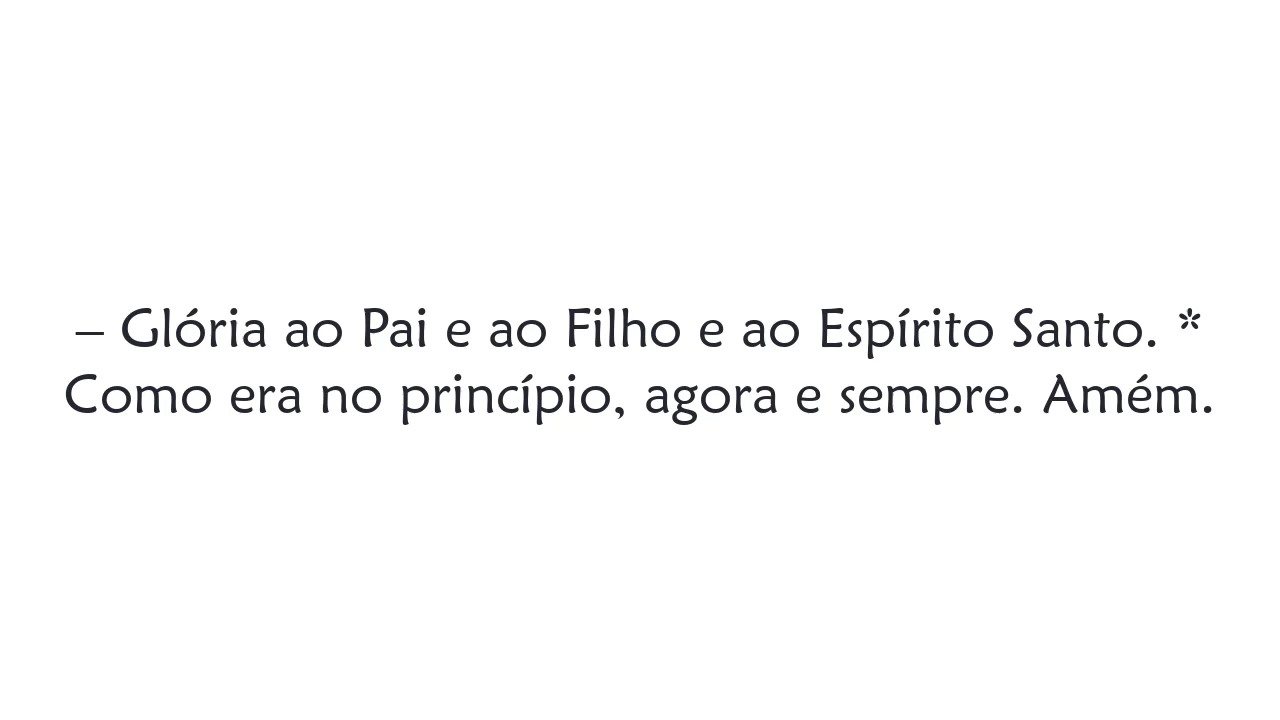 – Glória ao Pai e ao Filho e ao Espírito Santo. *
Como era no princípio, agora e sempre. Amém.